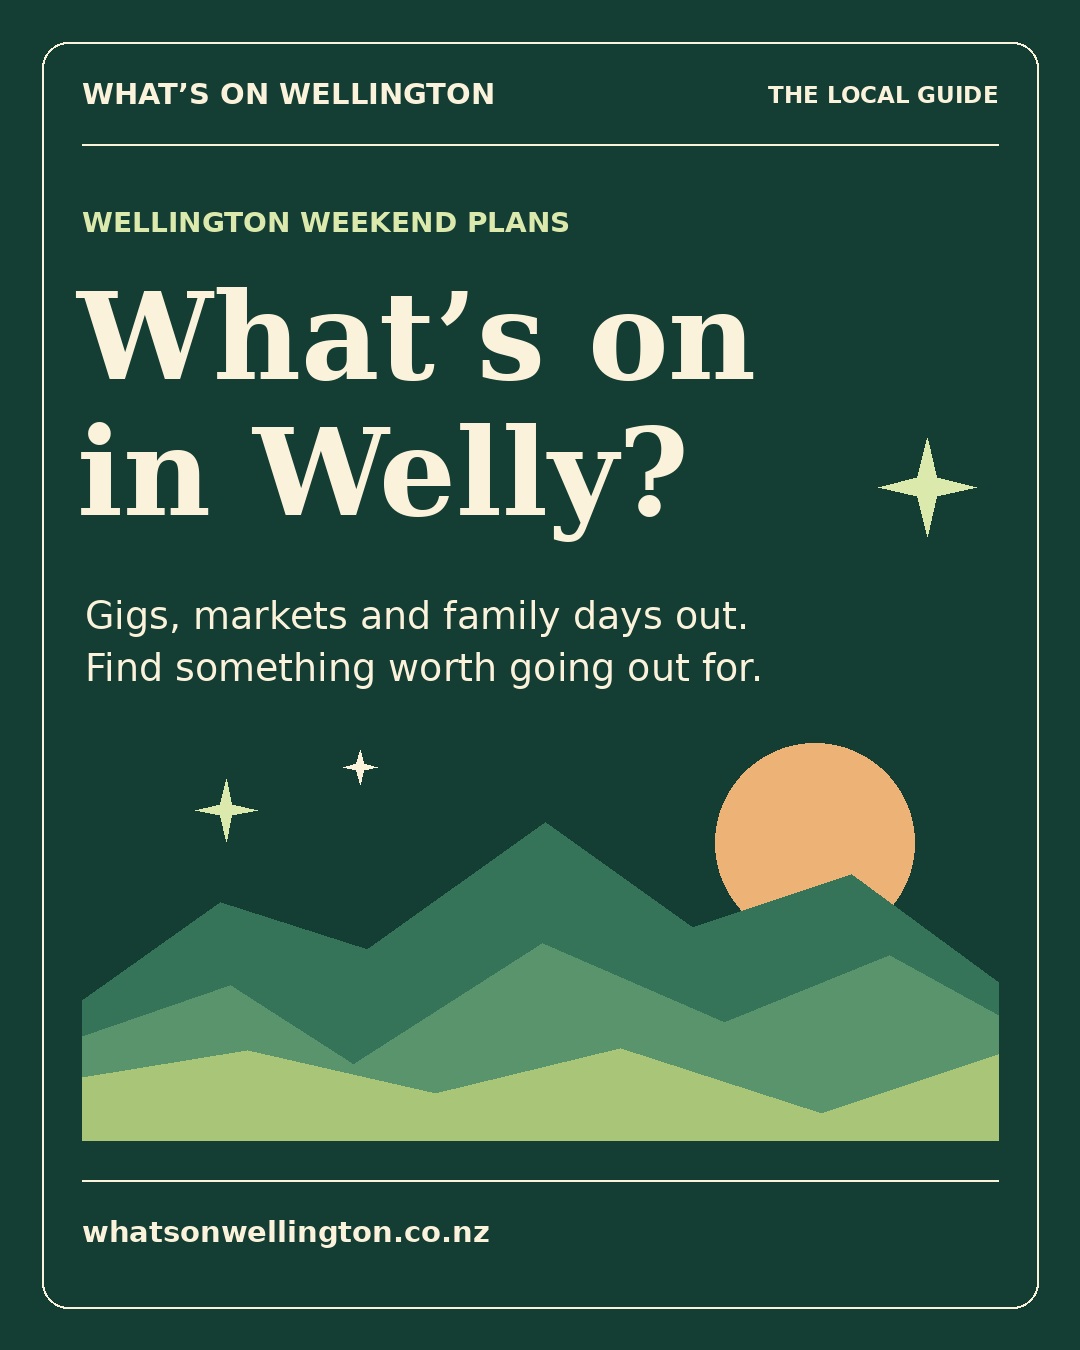 WHAT’S ON WELLINGTON
THE LOCAL GUIDE
WELLINGTON WEEKEND PLANS
What’s on
in Welly?
Gigs, markets and family days out.
Find something worth going out for.
whatsonwellington.co.nz